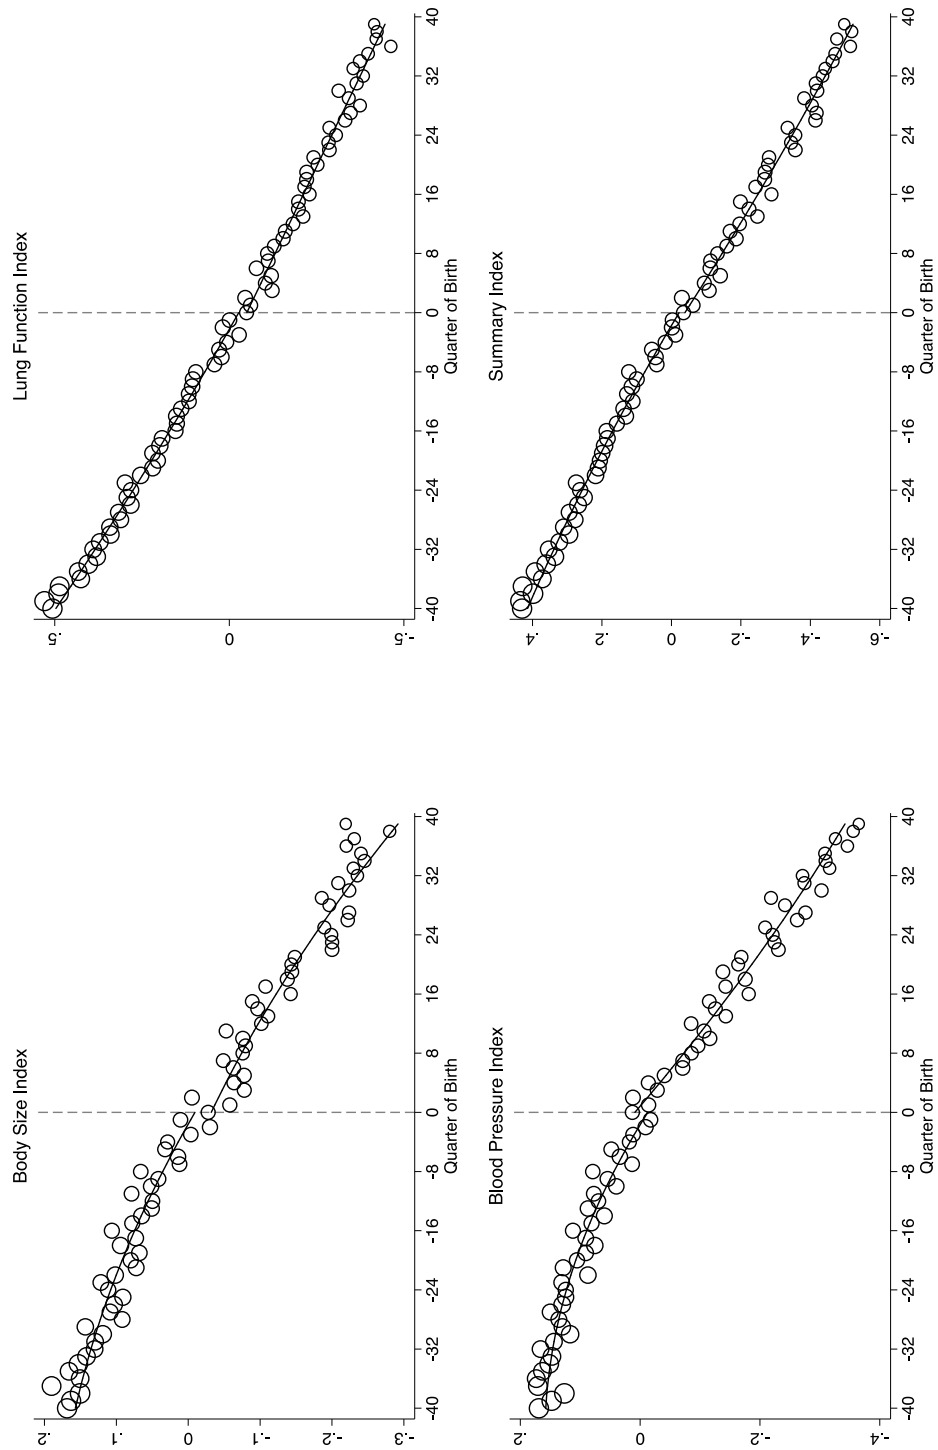 Body Size Index
.2
.1
0
-.1
-.2
-.3
-40 -32 -24 -16 -8 0 8 16 24 32 40
Quarter of Birth
Lung Function Index
.5
0
-.5
-40 -32 -24 -16 -8 0 8 16 24 32 40
Quarter of Birth
Blood Pressure Index
.2
0
-.2
-.4
-40 -32 -24 -16 -8 0 8 16 24 32 40
Quarter of Birth
Summary Index
.4
.2
0
-.2
-.4
-.6
-40 -32 -24 -16 -8 0 8 16 24 32 40
Quarter of Birth